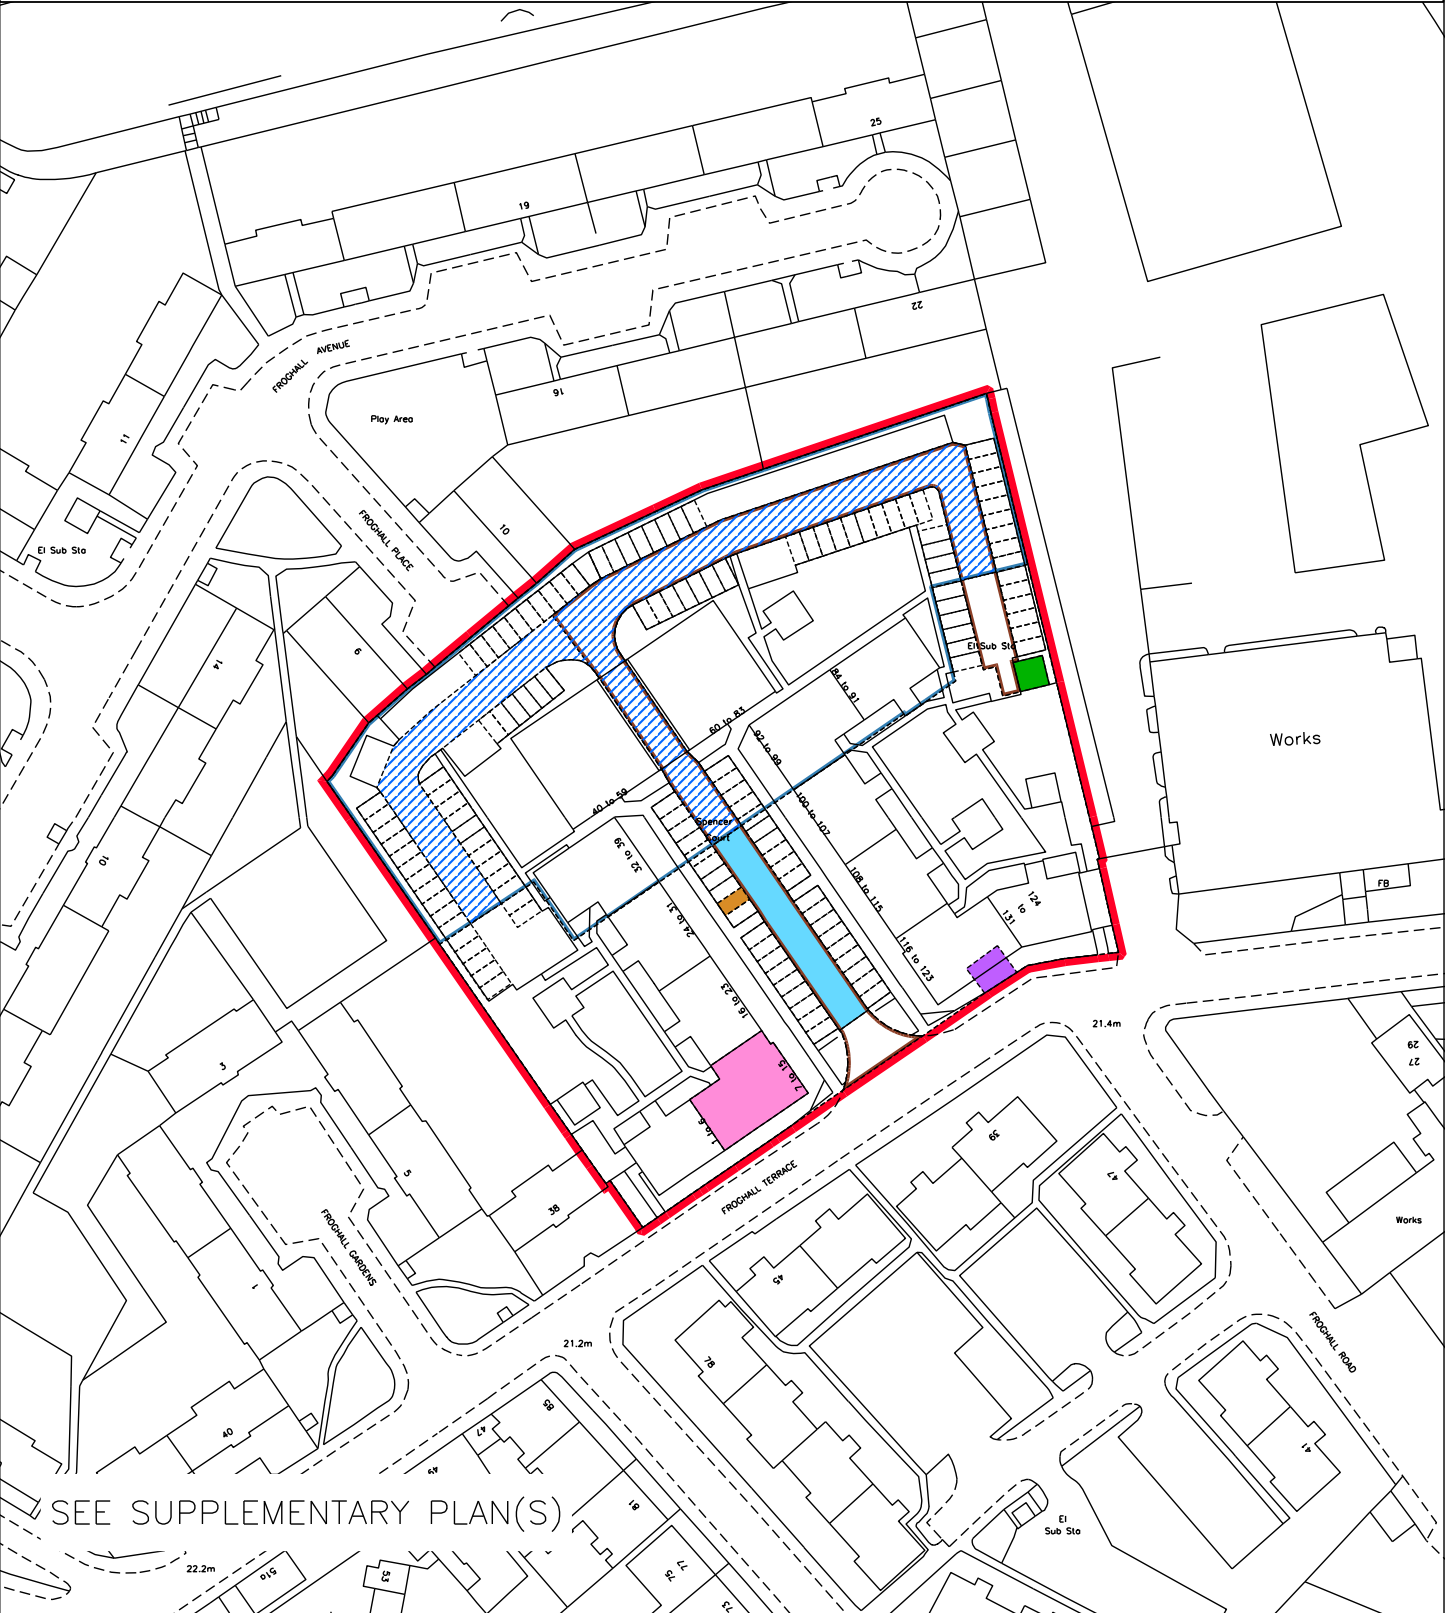 25
19
22
FROGHALL AVENUE
16
Play Area
11
10
FROGHALL PLACE
El Sub Sta
14
9
El Sub Sta
84 to 91
60 to 83
92 to 99
Works
40 to 59
100 to 107
Spencer
Court
32 to 39
10
108 to 115
FB
24 to 31
124
to
131
116 to 123
16 to 23
21.4m
29
27
3
7 to 15
1 to 6
39
5
47
FROGHALL TERRACE
38
Works
FROGHALL GARDENS
1
45
21.2m
FROGHALL ROAD
78
85
40
47
41
49
81
SEE SUPPLEMENTARY PLAN(S)
El
Sub Sta
22.2m
51a
53
77
75
73